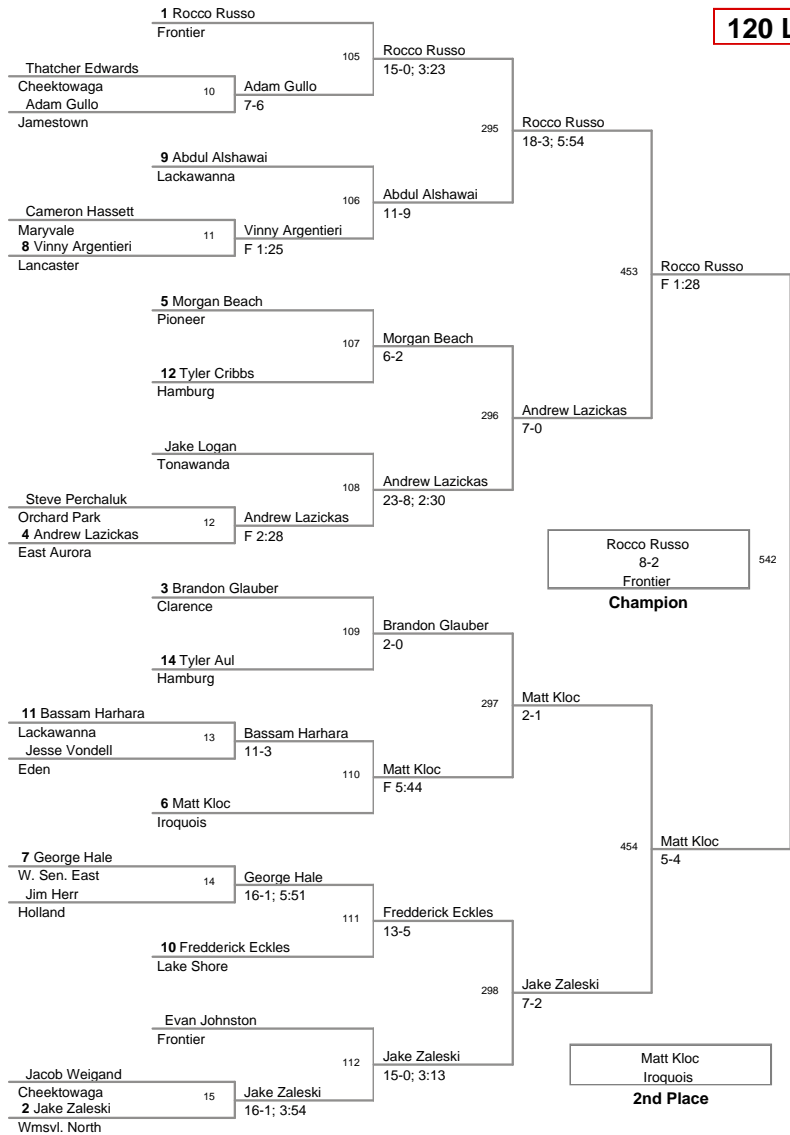 120 L
1 Rocco Russo
Frontier
105
Rocco Russo
15-0; 3:23
Thatcher Edwards
Cheektowaga
10
Adam Gullo
Jamestown
Adam Gullo
7-6
295
Rocco Russo
18-3; 5:54
9 Abdul Alshawai
Lackawanna
106
Abdul Alshawai
11-9
Cameron Hassett
Maryvale
11
8 Vinny Argentieri
Lancaster
Vinny Argentieri
F 1:25
453
Rocco Russo
F 1:28
5 Morgan Beach
Pioneer
107
Morgan Beach
6-2
12 Tyler Cribbs
Hamburg
296
Andrew Lazickas
7-0
Jake Logan
Tonawanda
108
Andrew Lazickas
23-8; 2:30
Steve Perchaluk
Orchard Park
12
4 Andrew Lazickas
East Aurora
Andrew Lazickas
F 2:28
Rocco Russo
8-2
Frontier
542
Champion
3 Brandon Glauber
Clarence
109
Brandon Glauber
2-0
14 Tyler Aul
Hamburg
297
Matt Kloc
2-1
11 Bassam Harhara
Lackawanna
13
Jesse Vondell
Eden
Bassam Harhara
11-3
110
Matt Kloc
F 5:44
6 Matt Kloc
Iroquois
454
Matt Kloc
5-4
7 George Hale
W. Sen. East
14
Jim Herr
Holland
George Hale
16-1; 5:51
111
Fredderick Eckles
13-5
10 Fredderick Eckles
Lake Shore
298
Jake Zaleski
7-2
Evan Johnston
Frontier
112
Jake Zaleski
15-0; 3:13
Jacob Weigand
Cheektowaga
15
2 Jake Zaleski
Wmsvl. North
Jake Zaleski
16-1; 3:54
Matt Kloc
Iroquois
2nd Place